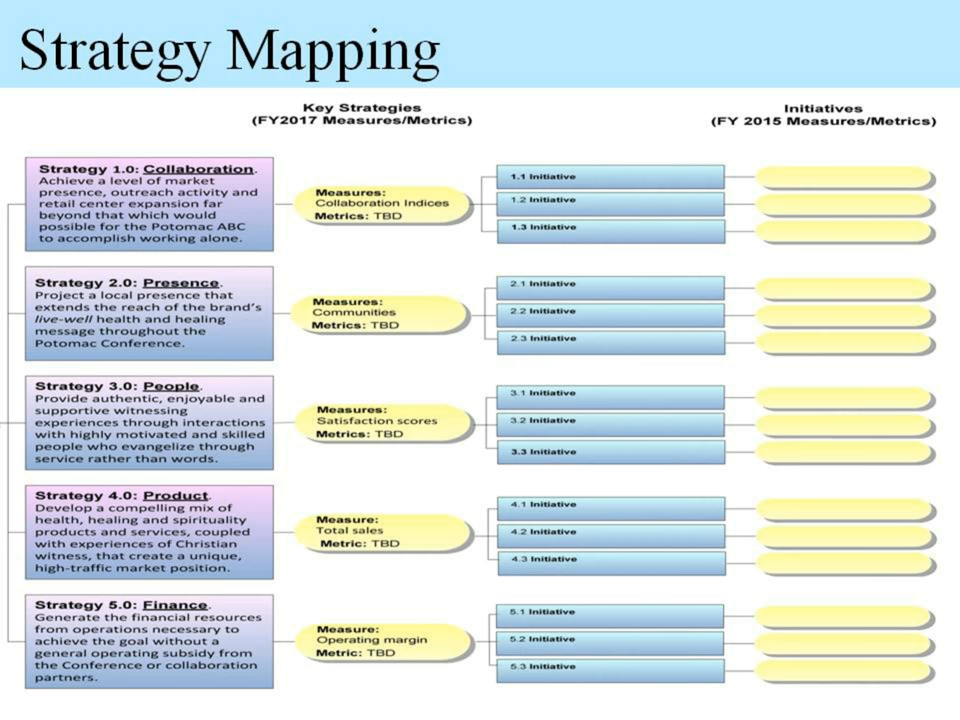 Strategy Mapping
Key Strategies
(FY2017 Measures/Metrics)
Initiatives
(FY 2015 Measures/Metrics)
Strategy 1.0: Collaboration.
Achieve a level of market
presence, outreach activity and
retail center expansion far
beyond that which would
possible for the Potomac ABC
to accomplish working alone.
Measures:
Collaboration Indices
Metrics: TBD
1.1 Initiative
1.2 Initiative
1.3 Initiative
Strategy 2.0: Presence.
Project a local presence that
extends the reach of the brand's
live-well health and healing
message throughout the
Potomac Conference.
Measures:
Communities
Metrics: TBD
2.1 Initiative
2.2 Initiative
2.3 Initiative
Strategy 3.0: People.
Provide authentic, enjoyable and
supportive witnessing
experiences through interactions
with highly motivated and skilled
people who evangelize through
service rather than words.
Measures:
Satisfaction scores
Metrics: TBD
3.1 Initiative
3.2 Initiative
3.3 Initiative
Strategy 4.0: Product.
Develop a compelling mix of
health, healing and spirituality
products and services, coupled
with experiences of Christian
witness, that create a unique,
high-traffic market position.
Measure:
Total sales
Metric: TBD
4.1 Initiative
4.2 Initiative
4.3 Initiative
Strategy 5.0: Finance.
Generate the financial resources
from operations necessary to
achieve the goal without a
general operating subsidy from
the Conference or collaboration
partners.
Measure:
Operating margin
Metric: TBD
5.1 Initiative
5.2 Initiative
5.3 Initiative